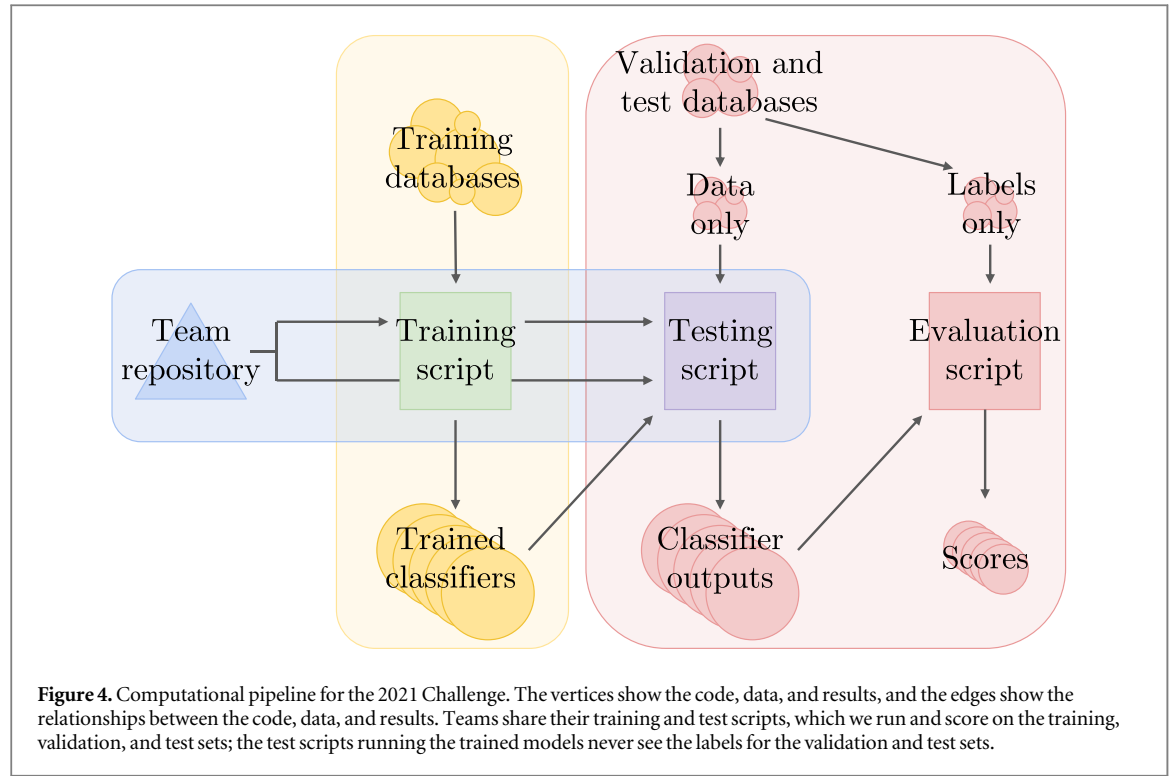 Validation and
test databases
Training
databases
Data
only
Labels
only
Team
repository
Training
script
Testing
script
Evaluation
script
Trained
classifiers
Classifier
outputs
Scores
Figure 4. Computational pipeline for the 2021 Challenge. The vertices show the code, data, and results, and the edges show the
relationships between the code, data, and results. Teams share their training and test scripts, which we run and score on the training,
validation, and test sets; the test scripts running the trained models never see the labels for the validation and test sets.